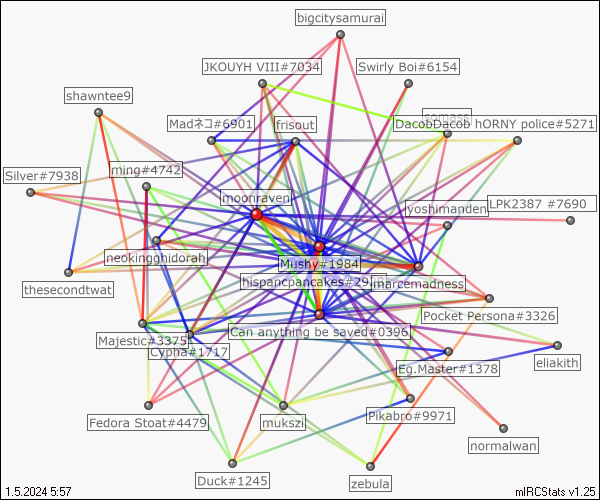 bigcitysamurai
JKOUYH VIII#7034
Swirly Boi#6154
shawntee9
Madネコ#6901
frisout
somass
DacobDacob hORNY police#5271
Silver#7938
ming#4742
moonraven
yoshimanden
LPK2387 #7690
neokingghidorah
Mushy#1984
hispancpancakes#29
marcemadness
thesecondtwat
Pocket Persona#3326
Majestic#3375
Can anything be saved#0396
Cypha#1717
eliakith
Eg.Master#1378
Fedora Stoat#4479
mukszi
Pikabro#9971
normalwan
Duck#1245
zebula
1.5.2024 5:57
mIRCStats v1.25